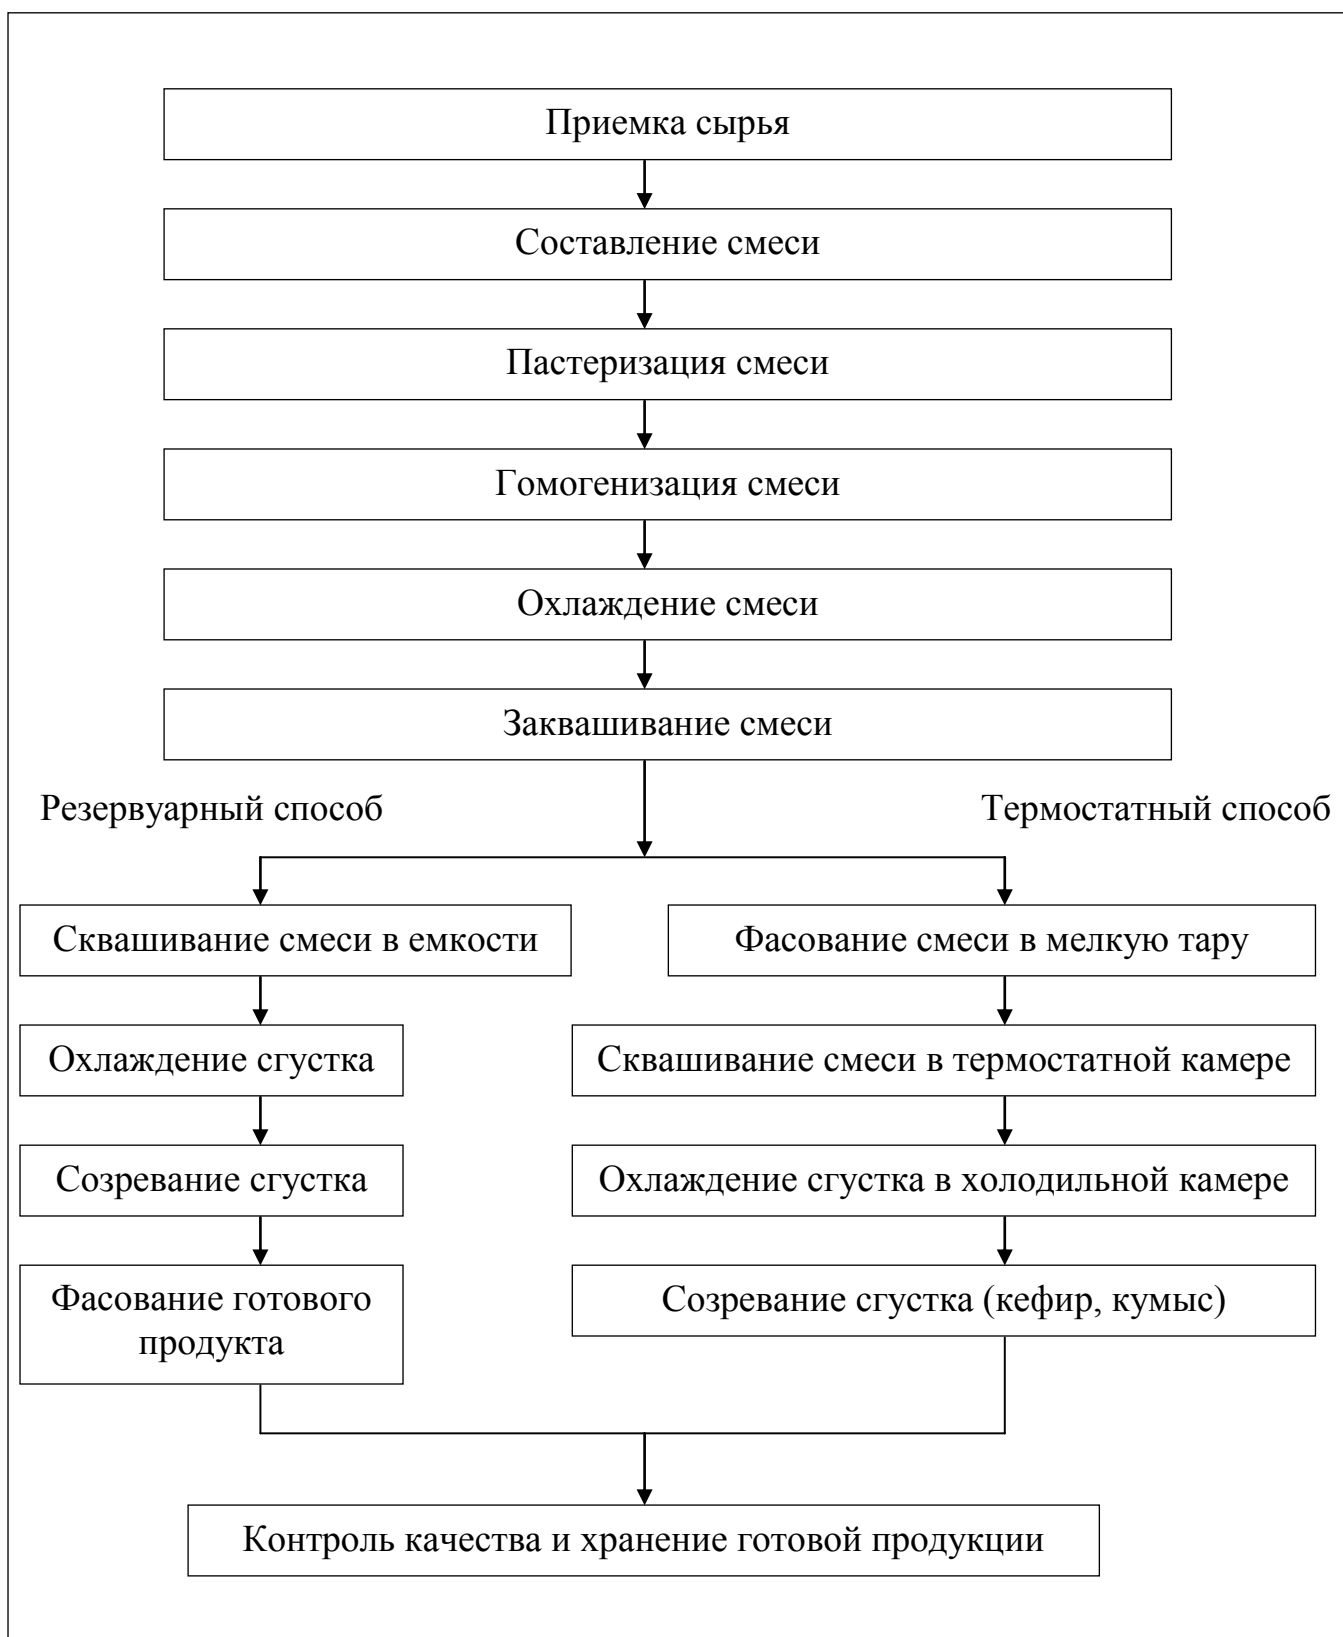 Приемка сырья
Составление смеси
Пастеризация смеси
Гомогенизация смеси
Охлаждение смеси
Заквашивание смеси
Резервуарный способ
Термостатный способ
Сквашивание смеси в емкости
Фасование смеси в мелкую тару
Охлаждение сгустка
Сквашивание смеси в термостатной камере
Созревание сгустка
Охлаждение сгустка в холодильной камере
Фасование готового
продукта
Созревание сгустка (кефир, кумыс)
Контроль качества и хранение готовой продукции